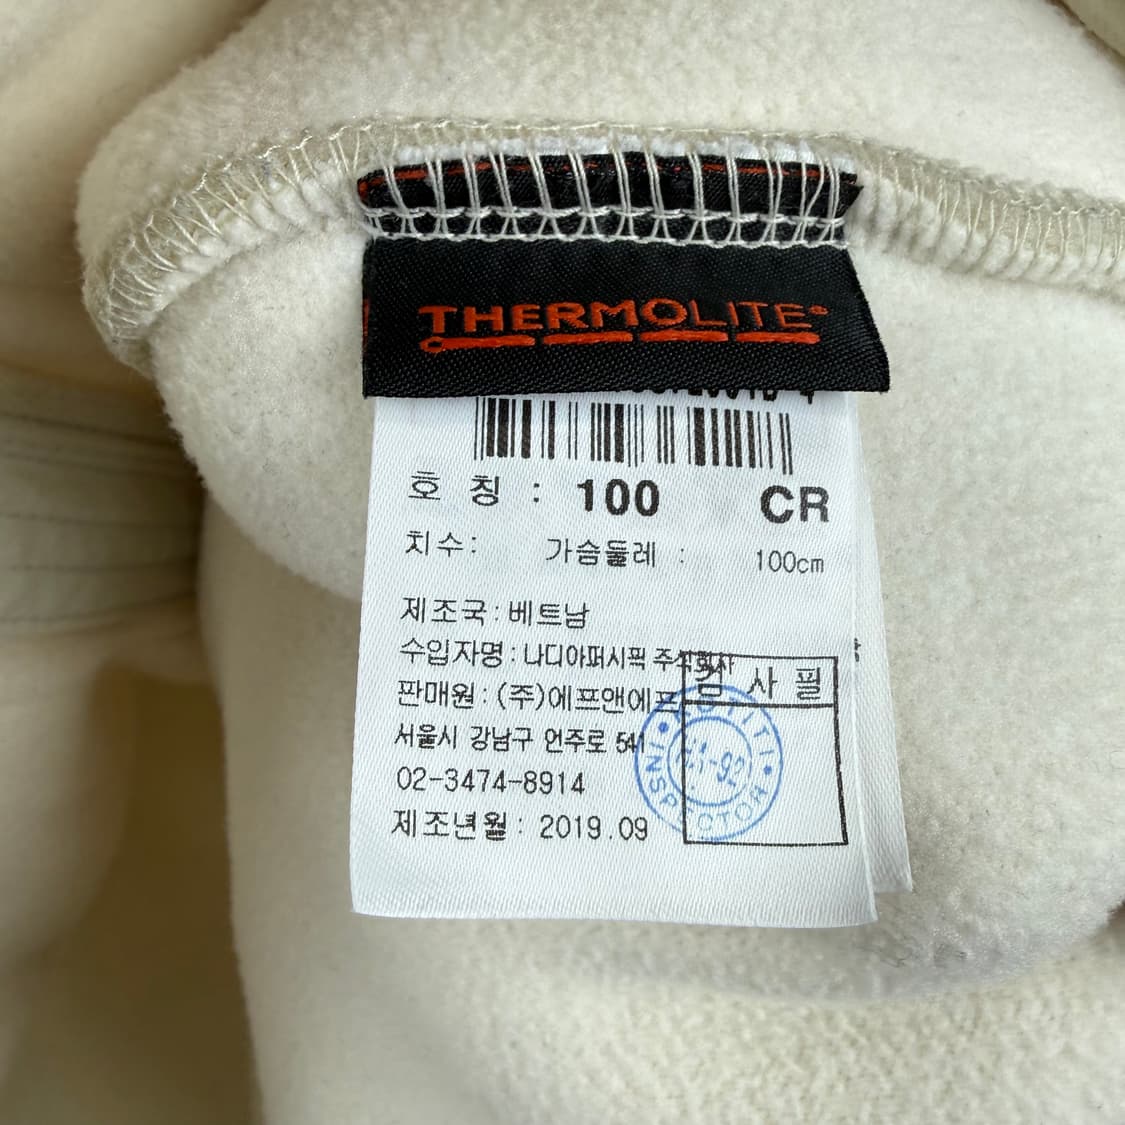 THERMOLITE®
호 칭 : 100 CR
치수: 가슴둘레 : 100cm
제조국 : 베트남
수입자명 : 나디아퍼시픽 주식회사
판매원 : (주)에프앤에프
서울시 강남구 언주로 541
02-3474-8914
제조년월 : 2019.09
검 사 필
INSPECTOR